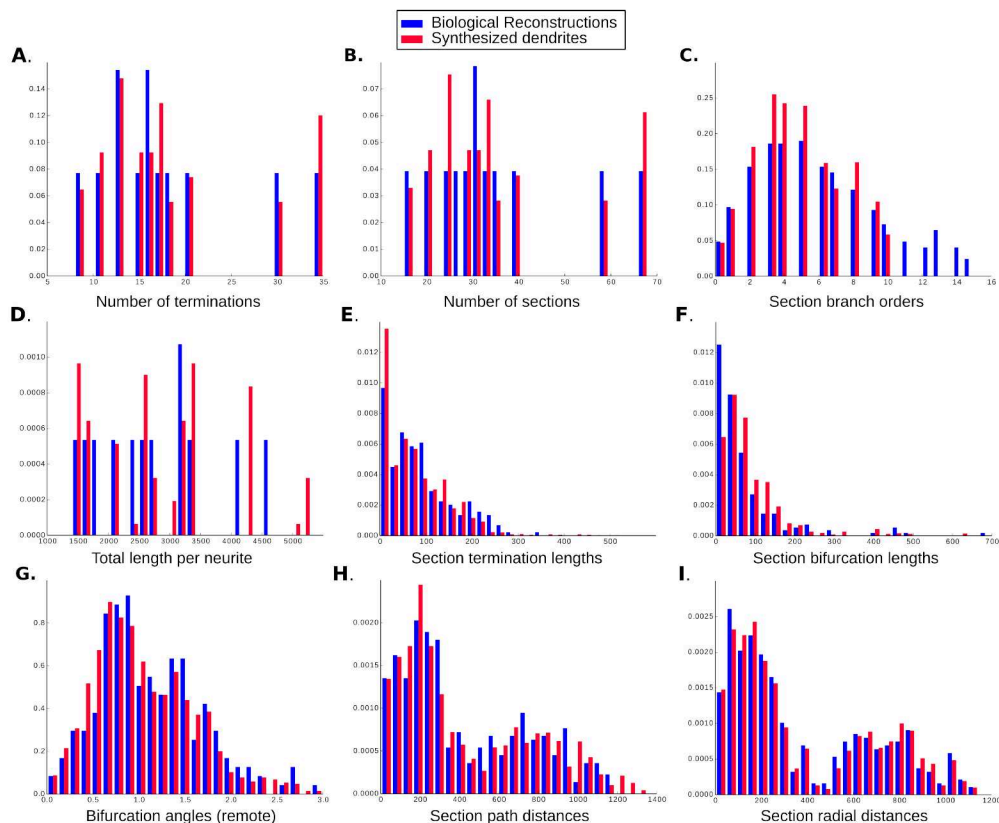 Biological Reconstructions
Synthesized dendrites
A. B. C.
0.14 0.12 0.10 0.08 0.06 0.04 0.02 0.00
5 10 15 20 25 30 35
Number of terminations
0.08 0.07 0.06 0.05 0.04 0.03 0.02 0.01 0.00
10 20 30 40 50 60 70
Number of sections
0.25 0.20 0.15 0.10 0.05 0.00
0 2 4 6 8 10 12 14 16
Section branch orders
D. E. F.
0.0010 0.0008 0.0006 0.0004 0.0002 0.0000
1000 1500 2000 2500 3000 3500 4000 4500 5000
Total length per neurite
0.012 0.010 0.008 0.006 0.004 0.002 0.000
0 100 200 300 400 500
Section termination lengths
0.012 0.010 0.008 0.006 0.004 0.002 0.000
0 100 200 300 400 500 600 700
Section bifurcation lengths
G. H. I.
0.8 0.6 0.4 0.2 0.0
0.0 0.5 1.0 1.5 2.0 2.5 3.0
Bifurcation angles (remote)
0.0020 0.0015 0.0010 0.0005 0.0000
0 200 400 600 800 1000 1200 1400
Section path distances
0.0025 0.0020 0.0015 0.0010 0.0005 0.0000
0 200 400 600 800 1000 1200
Section radial distances